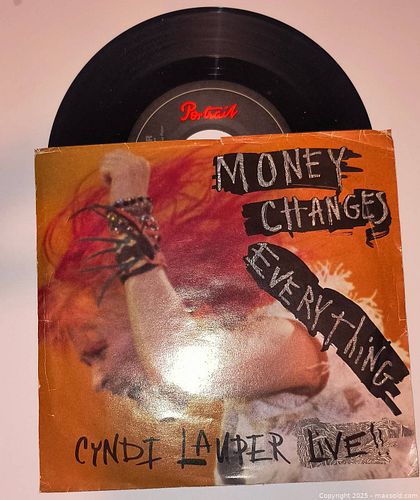 Portrait
MONEY
CHANGES
EVERYTHING
CYNDI LAUPER LIVE!!
Copyright 2025 - maxsold.com